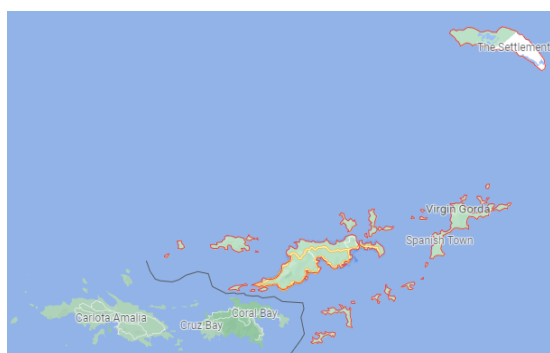 The Settlement
Virgin Gorda
Spanish Town
Carlota Amalia
Coral Bay
Cruz Bay